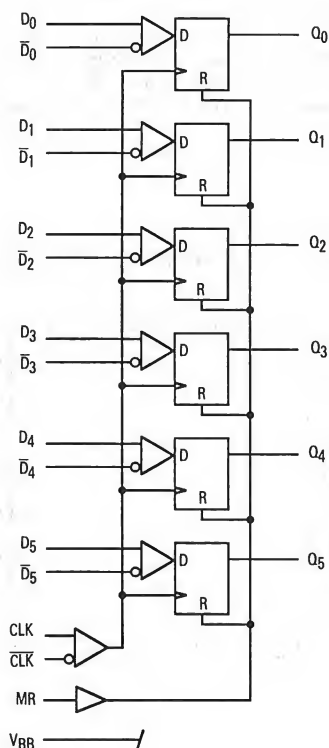 D0 D Q0
D̅0
R
D1 D Q1
D̅1
R
D2 D Q2
D̅2
R
D3 D Q3
D̅3
R
D4 D Q4
D̅4
R
D5 D Q5
D̅5
R
CLK
C̅L̅K̅
MR
VBB